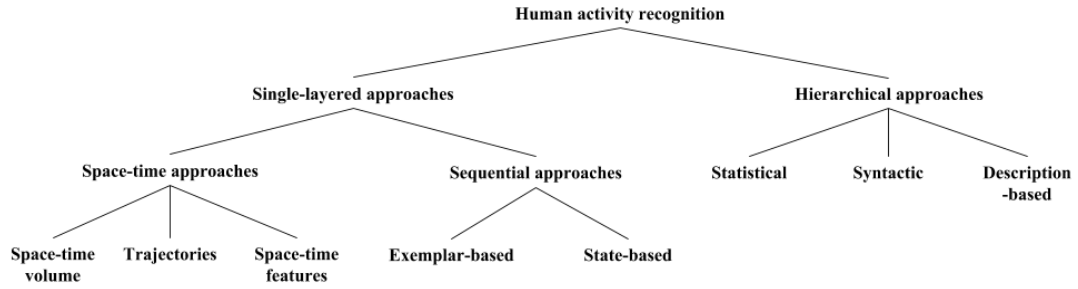 Human activity recognition
Single-layered approaches
Hierarchical approaches
Space-time approaches
Sequential approaches
Statistical
Syntactic
Description
-based
Space-time
volume
Trajectories
Space-time
features
Exemplar-based
State-based